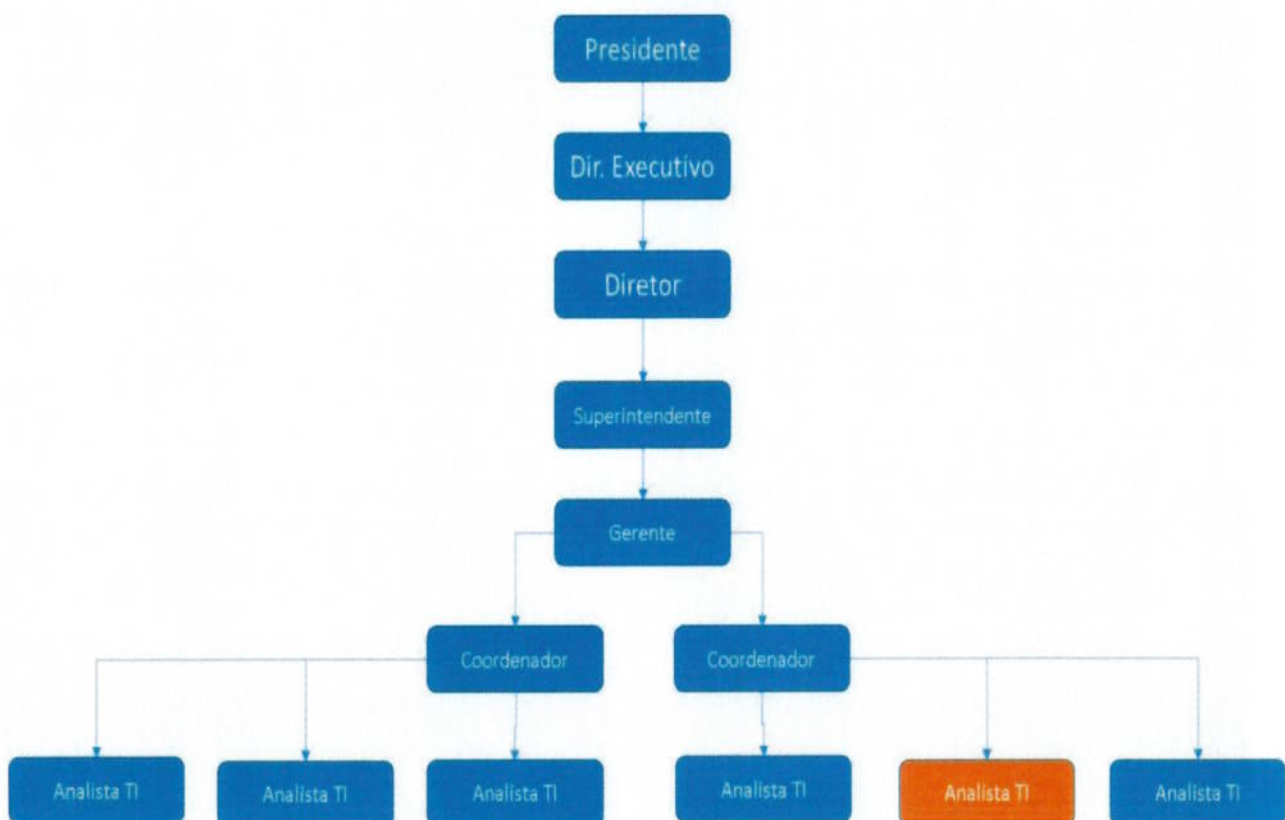 Presidente
Dir. Executivo
Diretor
Superintendente
Gerente
Coordenador
Coordenador
Analista TI
Analista TI
Analista TI
Analista TI
Analista TI
Analista TI